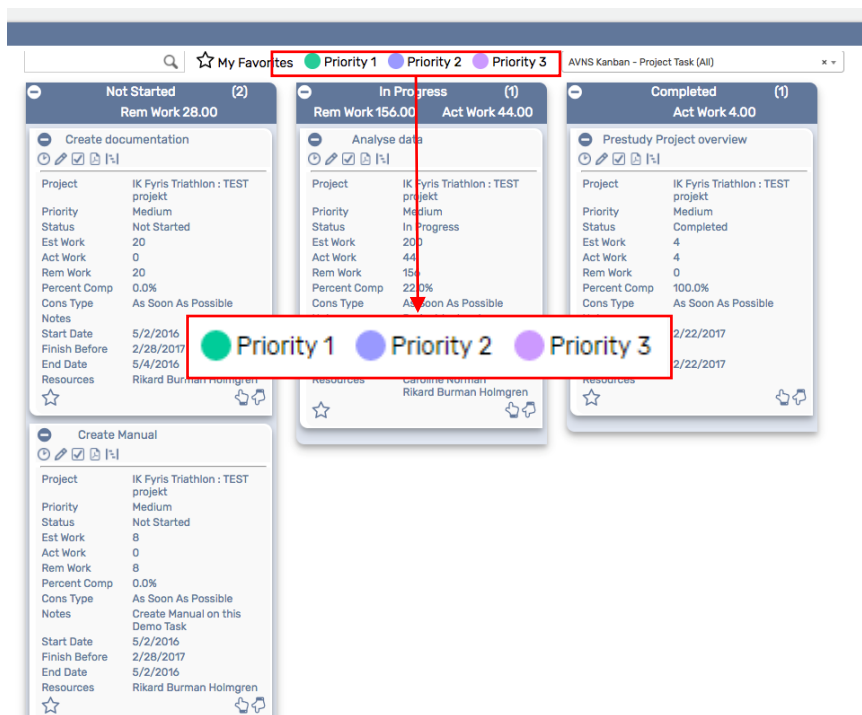 My Favorites Priority 1 Priority 2 Priority 3 AVNS Kanban - Project Task (All)
Not Started (2)
Rem Work 28.00
Create documentation
Project IK Fyris Triathlon : TEST
projekt
Priority Medium
Status Not Started
Est Work 20
Act Work 0
Rem Work 20
Percent Comp 0.0%
Cons Type As Soon As Possible
Notes
Start Date 5/2/2016
Finish Before 2/28/2017
End Date 5/4/2016
Resources Rikard Burman Holmgren
Create Manual
Project IK Fyris Triathlon : TEST
projekt
Priority Medium
Status Not Started
Est Work 8
Act Work 0
Rem Work 8
Percent Comp 0.0%
Cons Type As Soon As Possible
Notes Create Manual on this
Demo Task
Start Date 5/2/2016
Finish Before 2/28/2017
End Date 5/2/2016
Resources Rikard Burman Holmgren
In Progress (1)
Rem Work 156.00 Act Work 44.00
Analyse data
Project IK Fyris Triathlon : TEST
projekt
Priority Medium
Status In Progress
Est Work 200
Act Work 44
Rem Work 156
Percent Comp 22.0%
Cons Type As Soon As Possible
Priority 1 Priority 2 Priority 3
Resources Caroline Norman
Rikard Burman Holmgren
Completed (1)
Act Work 4.00
Prestudy Project overview
Project IK Fyris Triathlon : TEST
projekt
Priority Medium
Status Completed
Est Work 4
Act Work 4
Rem Work 0
Percent Comp 100.0%
Cons Type As Soon As Possible
2/22/2017
2/22/2017
Resources